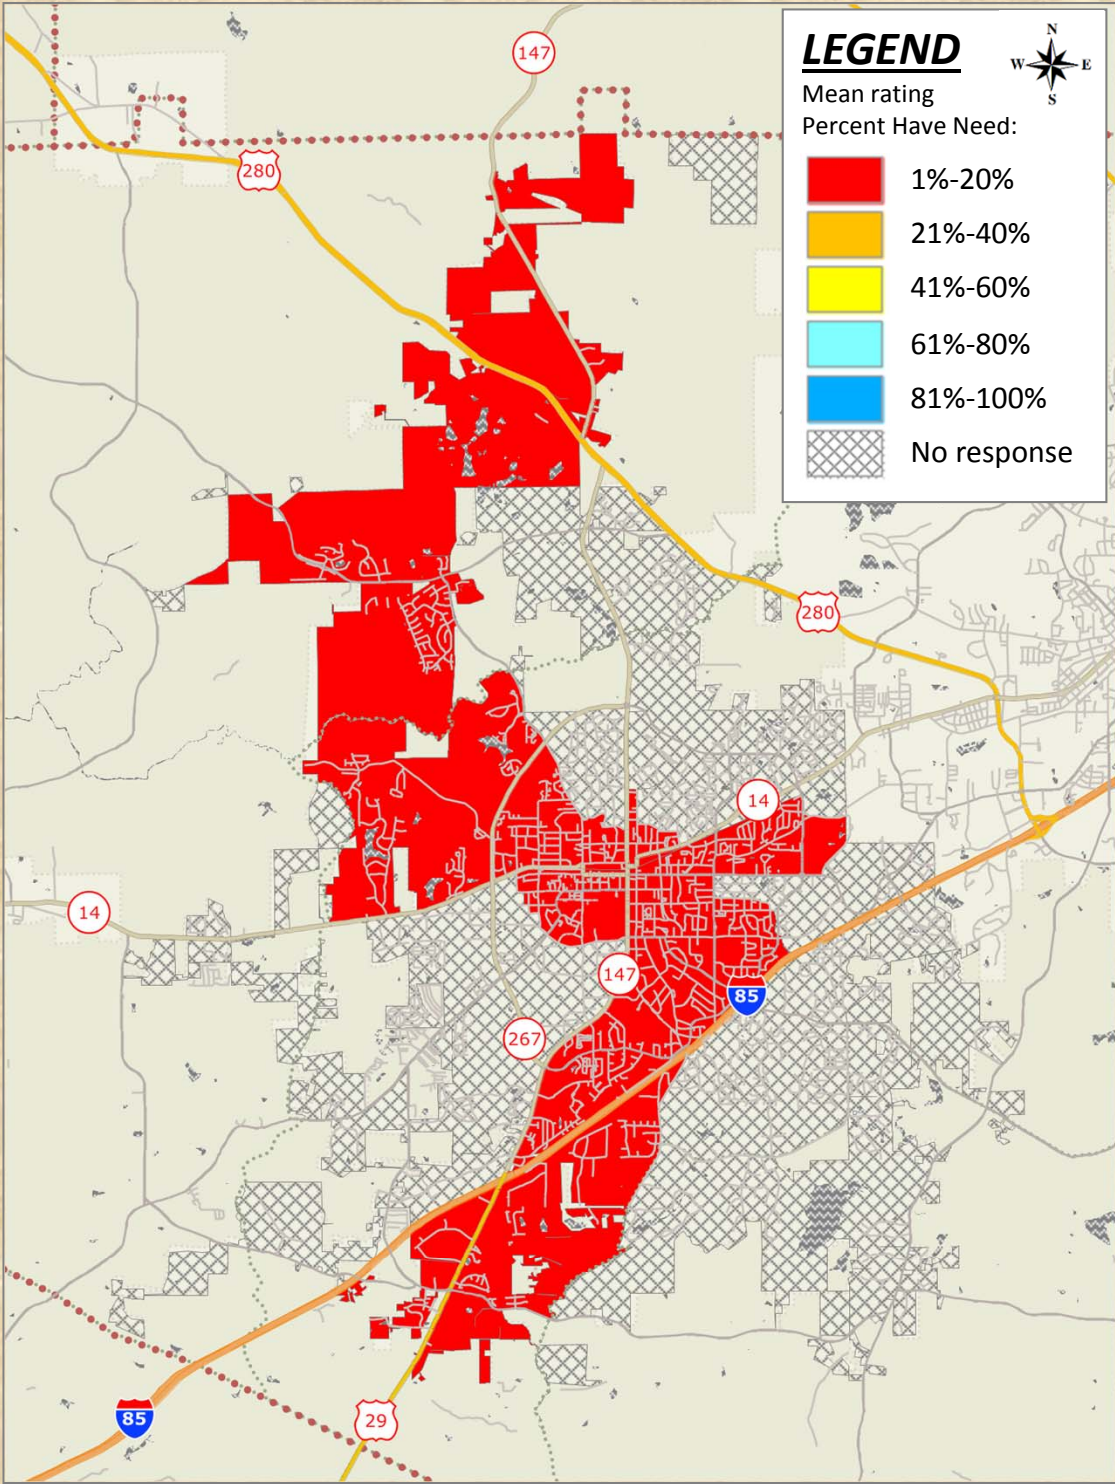 147
LEGEND
N
W E
S
Mean rating
Percent Have Need:
280
1%-20%
21%-40%
41%-60%
61%-80%
81%-100%
No response
280
14
14
147
85
267
85
29